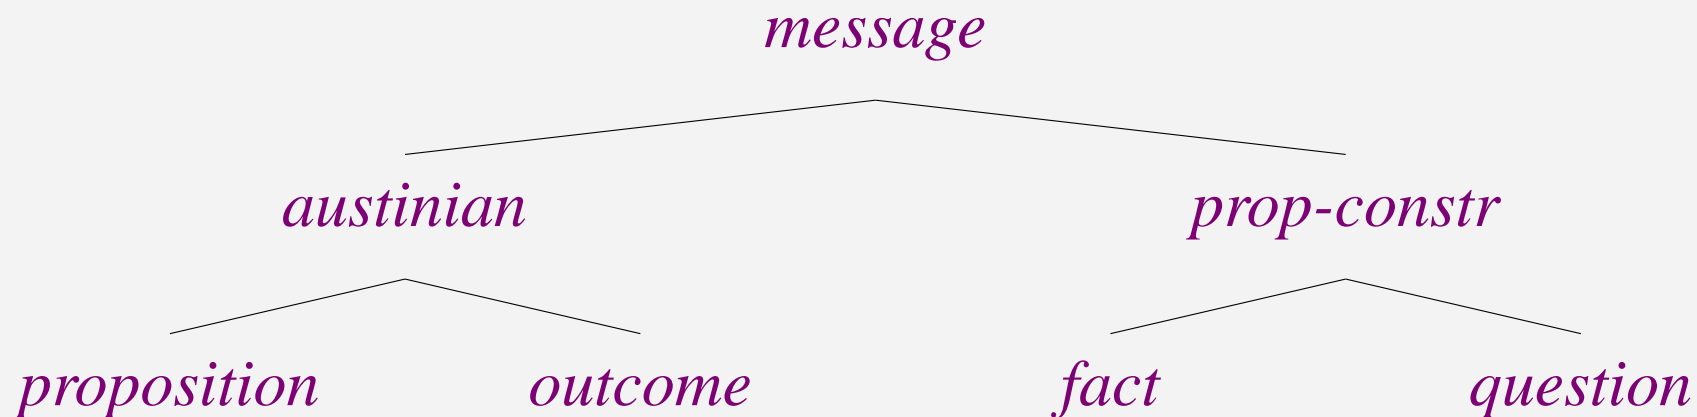 message
austinian prop-constr
proposition outcome fact question